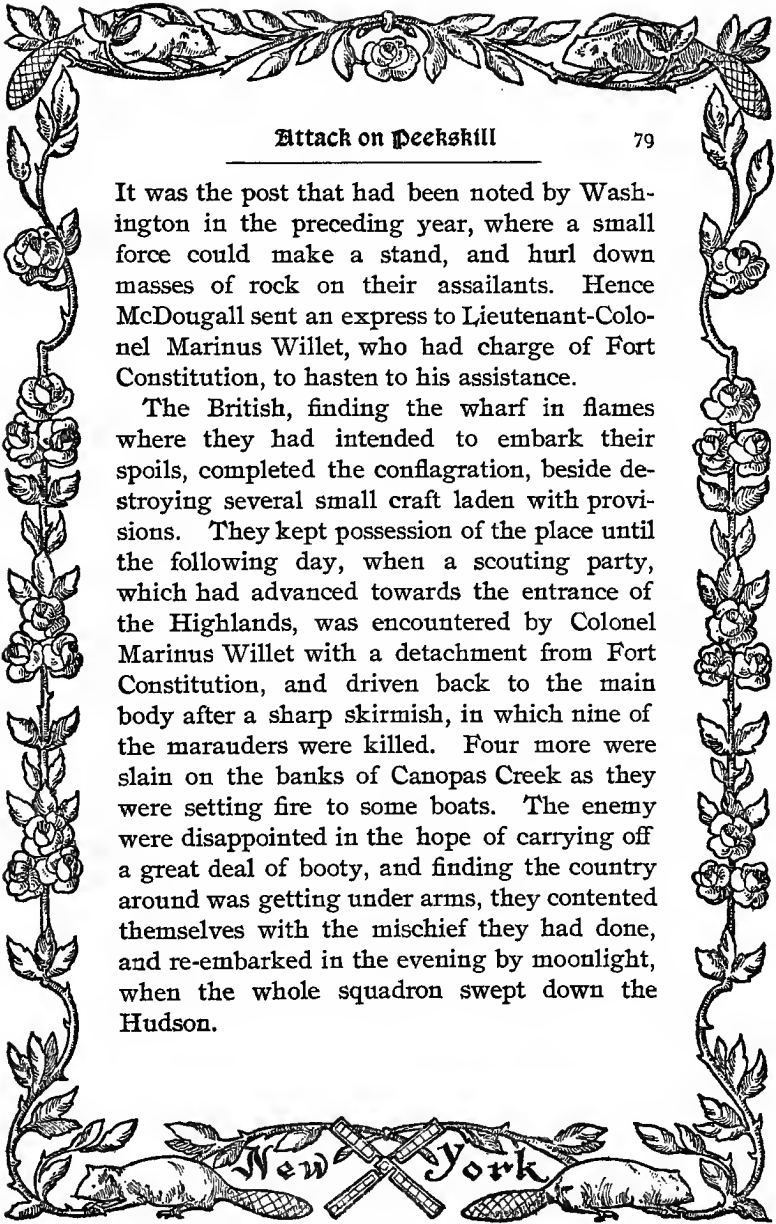 Attack on Peekskill 79
It was the post that had been noted by Wash-
ington in the preceding year, where a small
force could make a stand, and hurl down
masses of rock on their assailants. Hence
McDougall sent an express to Lieutenant-Colo-
nel Marinus Willet, who had charge of Fort
Constitution, to hasten to his assistance.
The British, finding the wharf in flames
where they had intended to embark their
spoils, completed the conflagration, beside de-
stroying several small craft laden with provi-
sions. They kept possession of the place until
the following day, when a scouting party,
which had advanced towards the entrance of
the Highlands, was encountered by Colonel
Marinus Willet with a detachment from Fort
Constitution, and driven back to the main
body after a sharp skirmish, in which nine of
the marauders were killed. Four more were
slain on the banks of Canopas Creek as they
were setting fire to some boats. The enemy
were disappointed in the hope of carrying off
a great deal of booty, and finding the country
around was getting under arms, they contented
themselves with the mischief they had done,
and re-embarked in the evening by moonlight,
when the whole squadron swept down the
Hudson.
New York